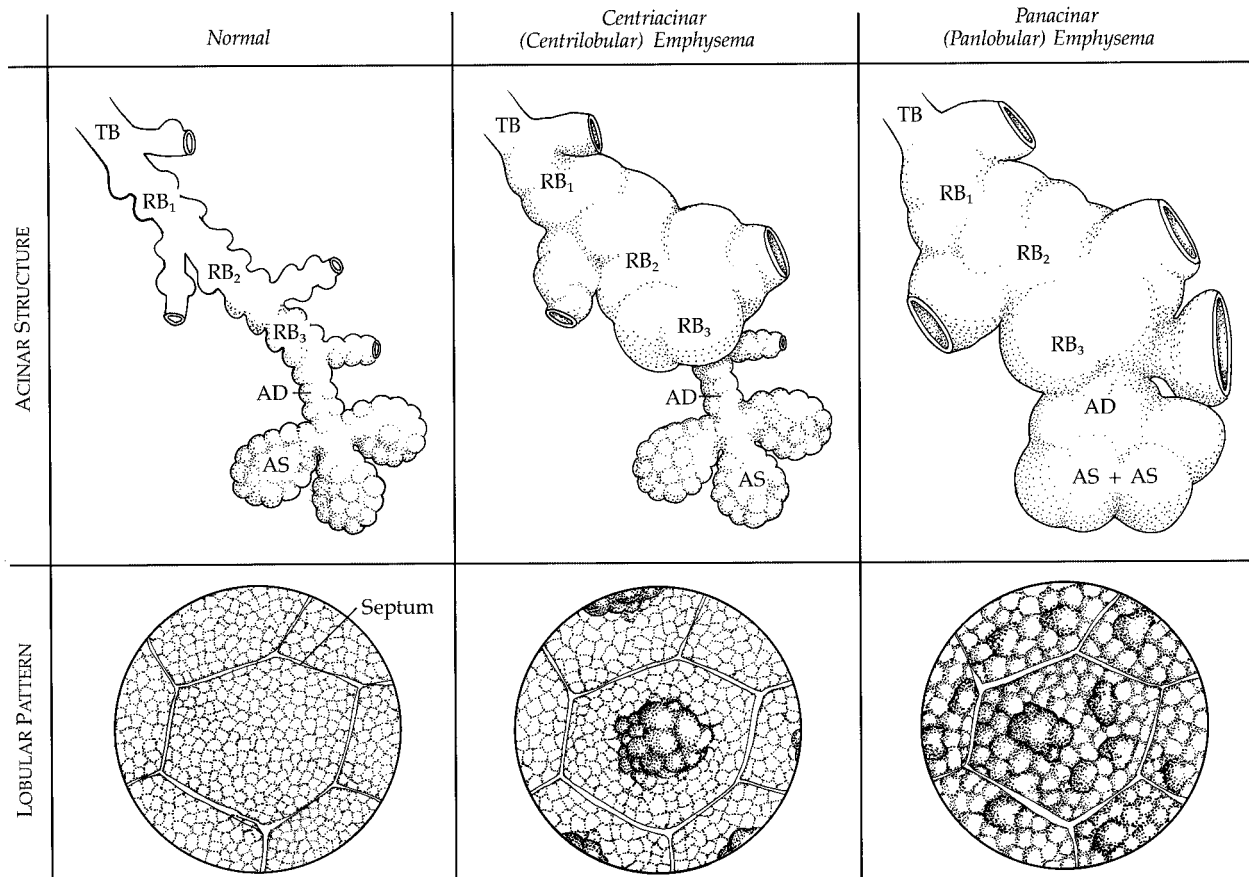 Normal
Centriacinar
(Centrilobular) Emphysema
Panacinar
(Panlobular) Emphysema
ACINAR STRUCTURE
TB
RB₁
RB₂
RB₃
AD
AS
TB
RB₁
RB₂
RB₃
AD
AS
TB
RB₁
RB₂
RB₃
AD
AS + AS
LOBULAR PATTERN
Septum